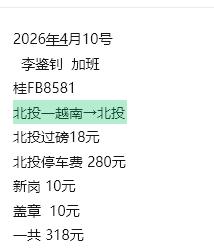 2026年4月10号
李鉴钊 加班
桂FB8581
北投—越南→北投
北投过磅18元
北投停车费 280元
新岗 10元
盖章 10元
一共 318元